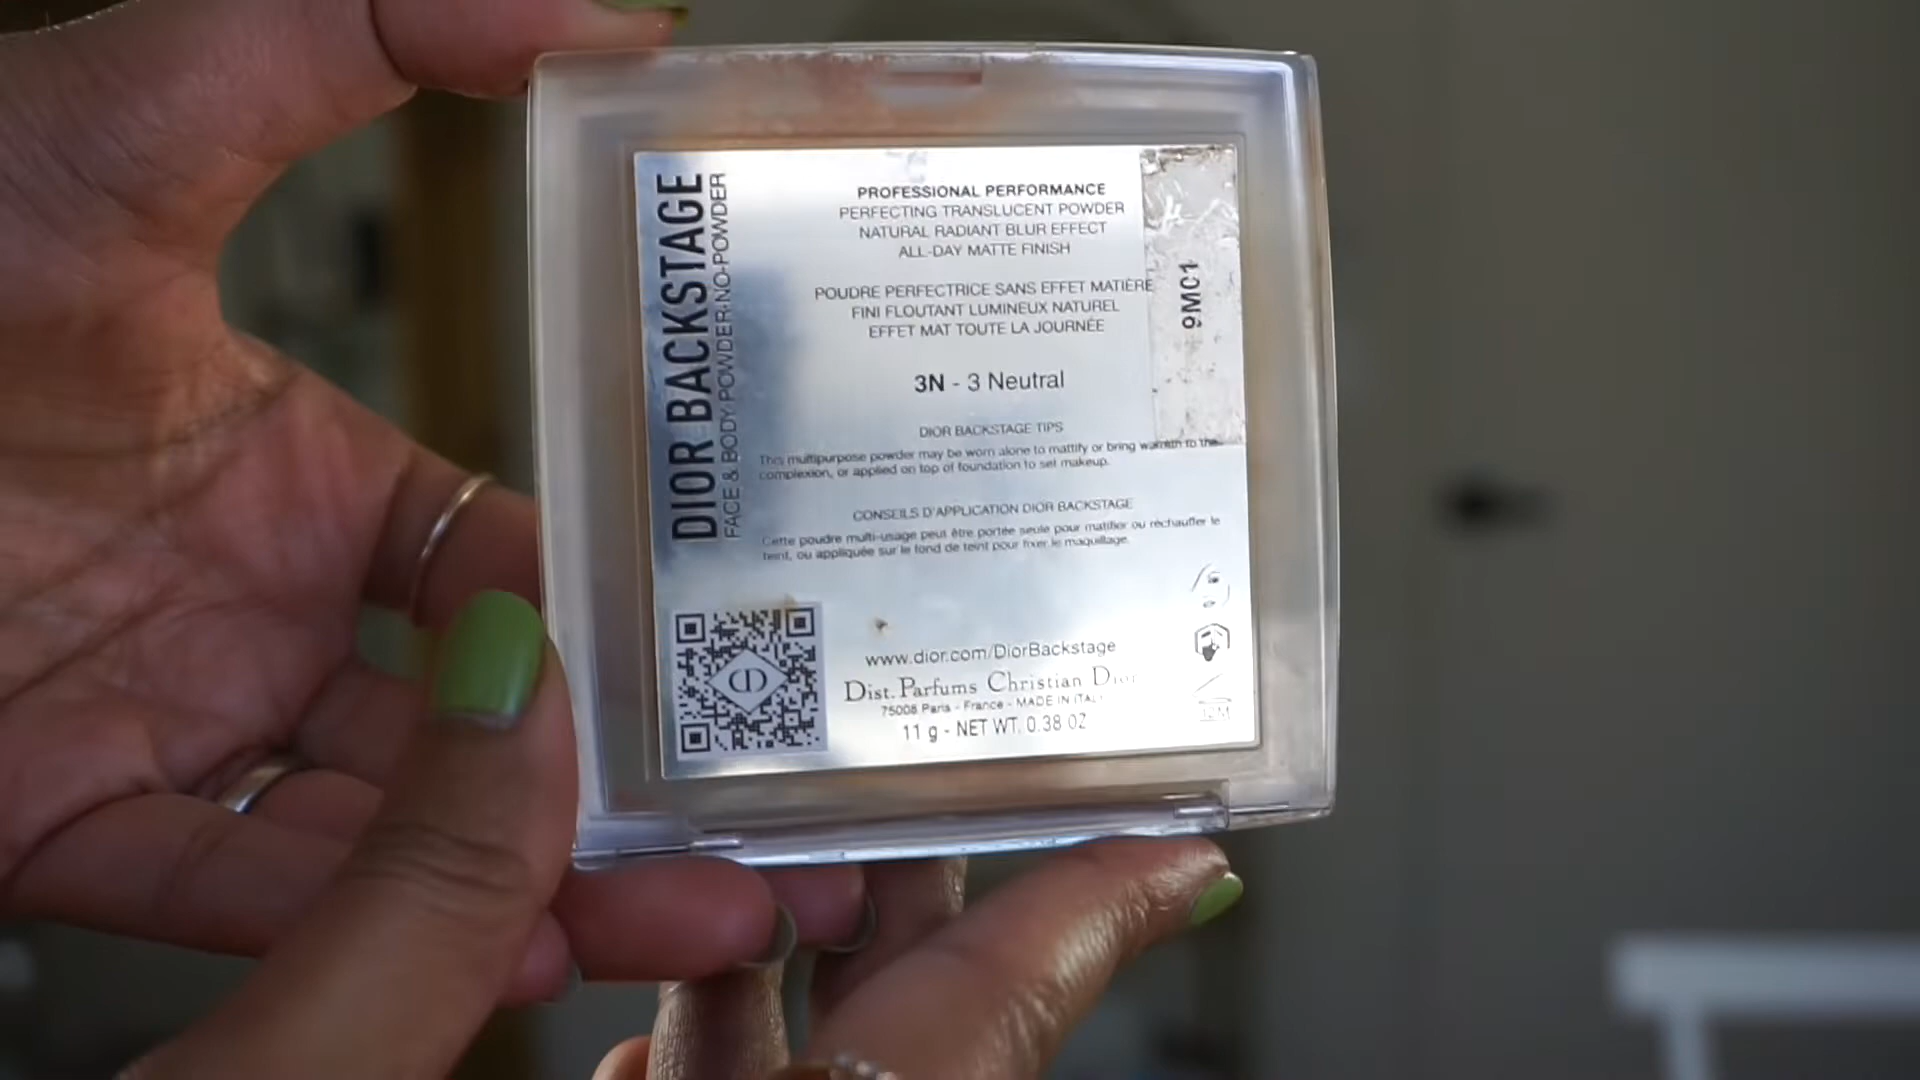 DIOR BACKSTAGE
FACE & BODY POWDER-NO-POWDER
PROFESSIONAL PERFORMANCE
PERFECTING TRANSLUCENT POWDER
NATURAL RADIANT BLUR EFFECT
ALL-DAY MATTE FINISH
POUDRE PERFECTRICE SANS EFFET MATIÈRE
FINI FLOUTANT LUMINEUX NATUREL
EFFET MAT TOUTE LA JOURNÉE
9MC1
3N - 3 Neutral
DIOR BACKSTAGE TIPS
This multipurpose powder may be worn alone to mattify or bring warmth to the
complexion, or applied on top of foundation to set makeup.
CONSEILS D'APPLICATION DIOR BACKSTAGE
Cette poudre multi-usage peut être portée seule pour matifier ou réchauffer le
teint, ou appliquée sur le fond de teint pour fixer le maquillage.
www.dior.com/DiorBackstage
Dist. Parfums Christian Dior
75008 Paris - France - MADE IN ITALY
11 g - NET WT. 0.38 OZ
12M